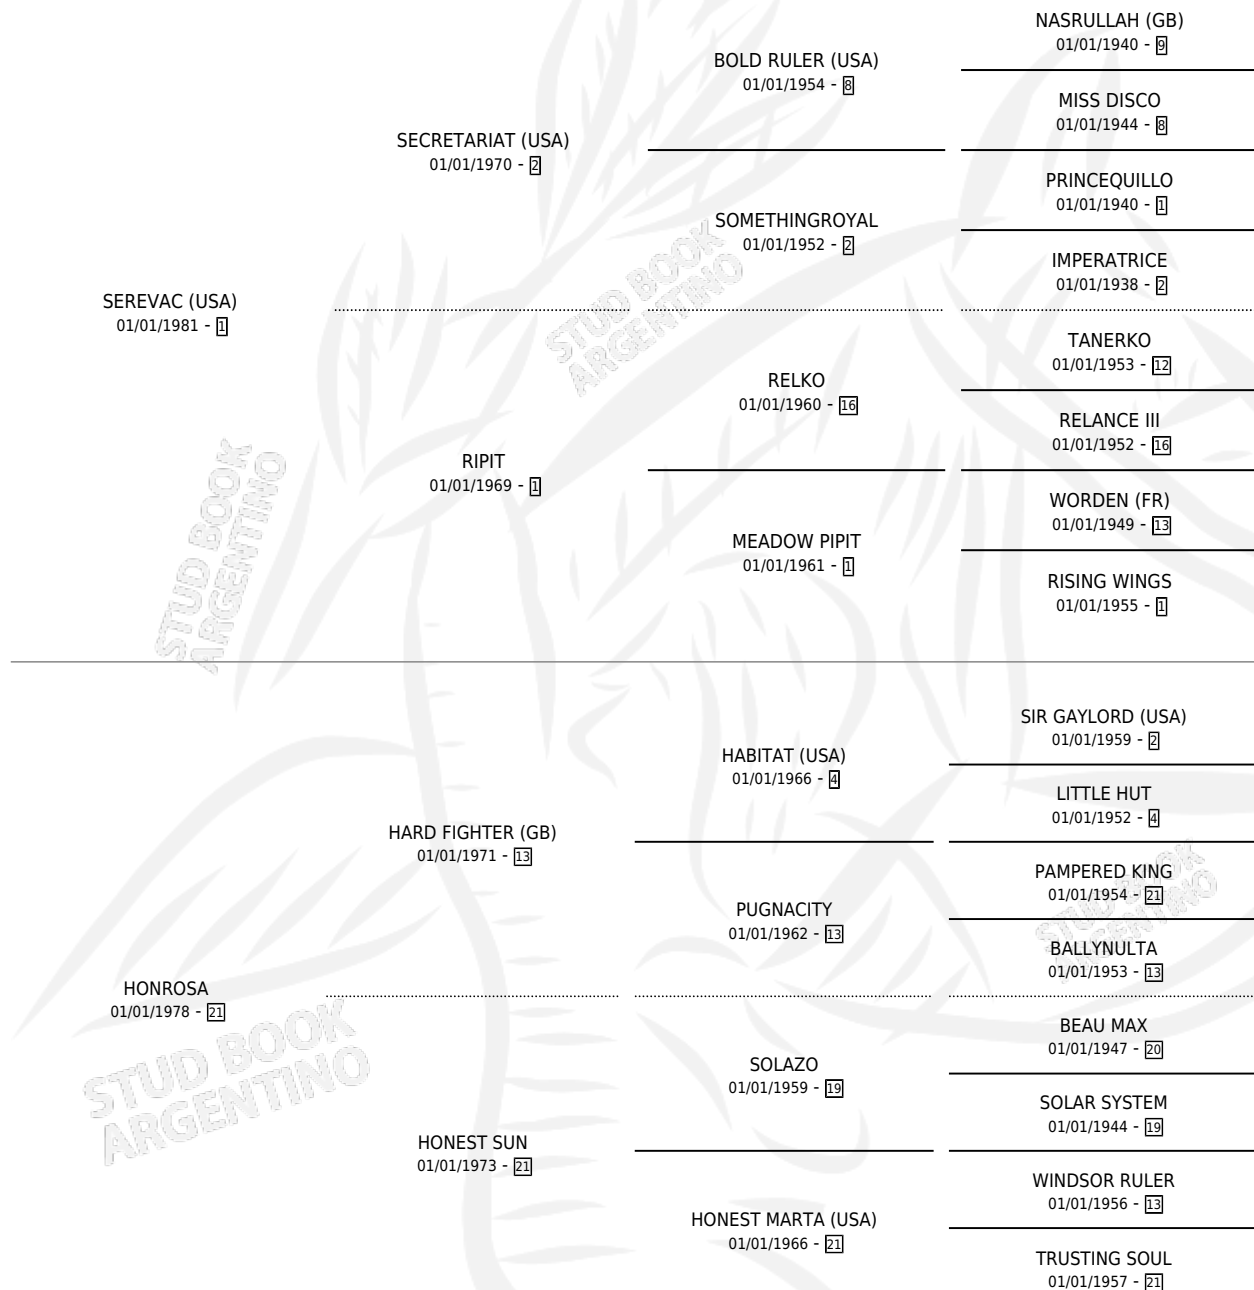 NASRULLAH (GB)
01/01/1940 - 9
BOLD RULER (USA)
01/01/1954 - 8
MISS DISCO
01/01/1944 - 8
SECRETARIAT (USA)
01/01/1970 - 2
PRINCEQUILLO
01/01/1940 - 1
SOMETHINGROYAL
01/01/1952 - 2
IMPERATRICE
01/01/1938 - 2
SEREVAC (USA)
01/01/1981 - 1
TANERKO
01/01/1953 - 12
RELKO
01/01/1960 - 16
RELANCE III
01/01/1952 - 16
RIPIT
01/01/1969 - 1
WORDEN (FR)
01/01/1949 - 13
MEADOW PIPIT
01/01/1961 - 1
RISING WINGS
01/01/1955 - 1
SIR GAYLORD (USA)
01/01/1959 - 2
HABITAT (USA)
01/01/1966 - 4
LITTLE HUT
01/01/1952 - 4
HARD FIGHTER (GB)
01/01/1971 - 13
PAMPERED KING
01/01/1954 - 21
PUGNACITY
01/01/1962 - 13
BALLYNULTA
01/01/1953 - 13
HONROSA
01/01/1978 - 21
BEAU MAX
01/01/1947 - 20
SOLAZO
01/01/1959 - 19
SOLAR SYSTEM
01/01/1944 - 19
HONEST SUN
01/01/1973 - 21
WINDSOR RULER
01/01/1956 - 13
HONEST MARTA (USA)
01/01/1966 - 21
TRUSTING SOUL
01/01/1957 - 21
STUD BOOK
ARGENTINO
STUD BOOK
ARGENTINO
STUD BOOK
ARGENTINO
STUD BOOK
ARGENTINO